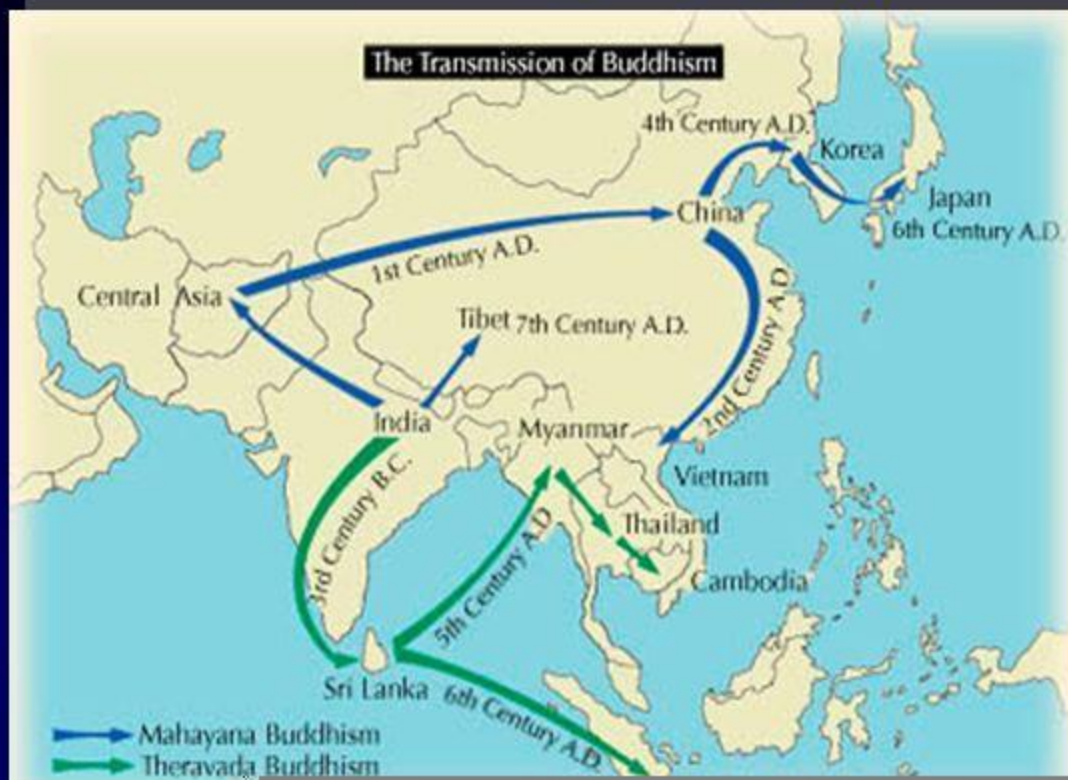 The Transmission of Buddhism
4th Century A.D.
Korea
Japan
6th Century A.D.
China
1st Century A.D.
Central Asia
2nd Century A.D
Tibet 7th Century A.D.
India
Myanmar
3rd Century B.C.
Vietnam
Thailand
5th Century A.D
Cambodia
Sri Lanka
6th Century A.D.
Mahayana Buddhism
Theravada Buddhism